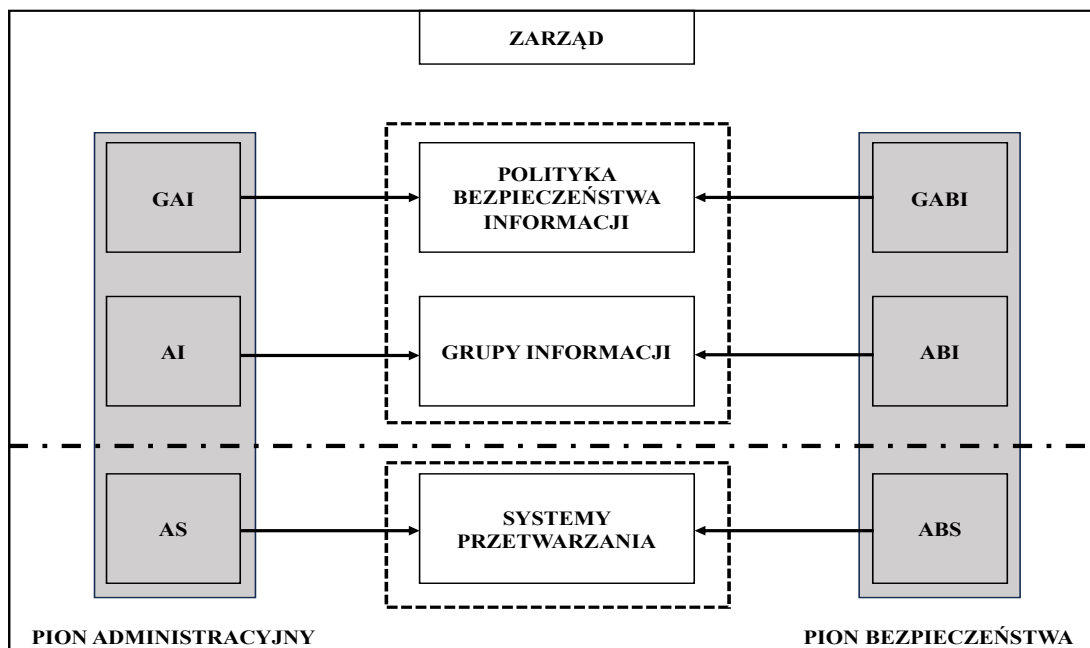 ZARZĄD
GAI
POLITYKA
BEZPIECZEŃSTWA
INFORMACJI
GABI
AI
GRUPY INFORMACJI
ABI
AS
SYSTEMY
PRZETWARZANIA
ABS
PION ADMINISTRACYJNY
PION BEZPIECZEŃSTWA